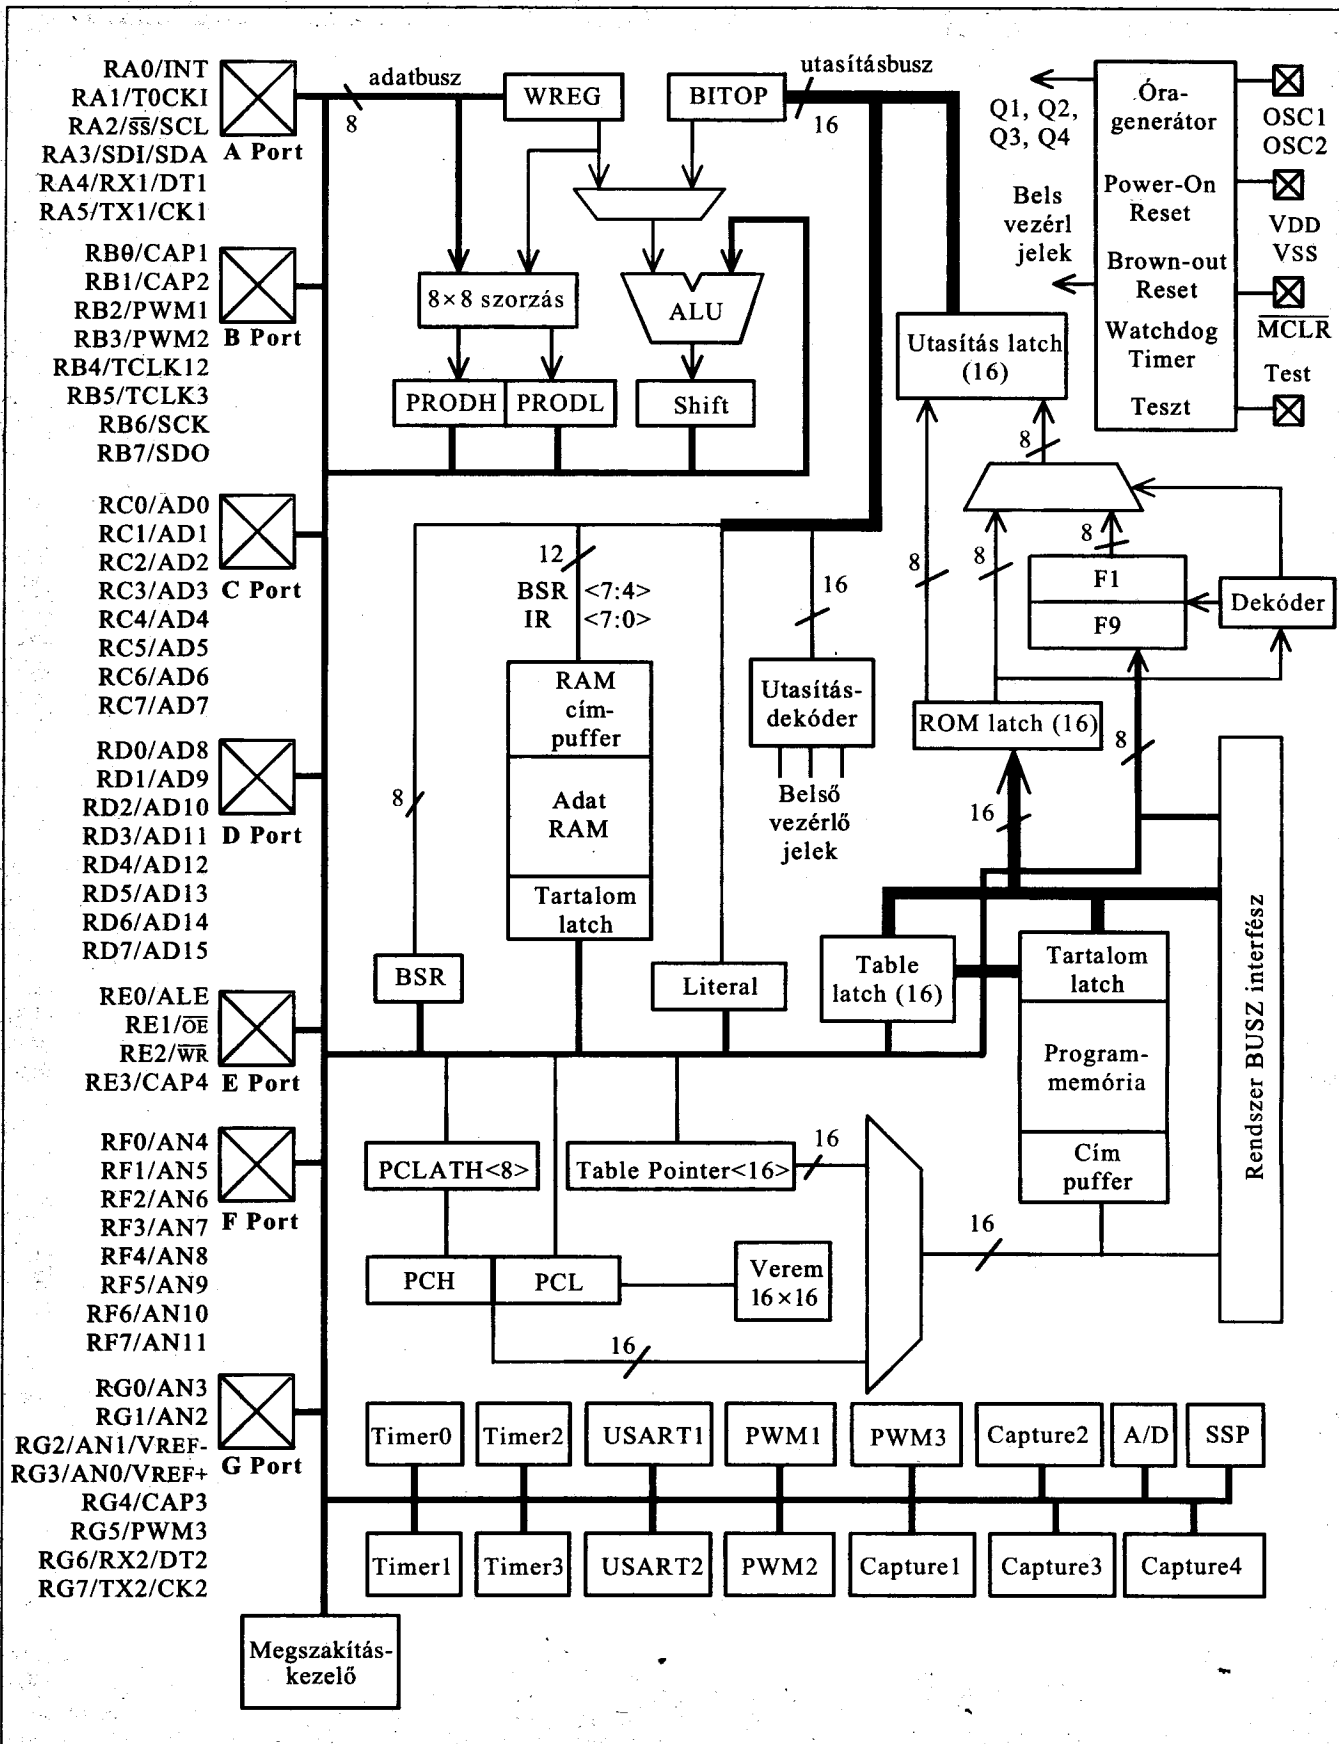 RA0/INT
RA1/T0CKI
RA2/SS/SCL
RA3/SDI/SDA
RA4/RX1/DT1
RA5/TX1/CK1
A Port
RB0/CAP1
RB1/CAP2
RB2/PWM1
RB3/PWM2
RB4/TCLK12
RB5/TCLK3
RB6/SCK
RB7/SDO
B Port
RC0/AD0
RC1/AD1
RC2/AD2
RC3/AD3
RC4/AD4
RC5/AD5
RC6/AD6
RC7/AD7
C Port
RD0/AD8
RD1/AD9
RD2/AD10
RD3/AD11
RD4/AD12
RD5/AD13
RD6/AD14
RD7/AD15
D Port
RE0/ALE
RE1/OE
RE2/WR
RE3/CAP4
E Port
RF0/AN4
RF1/AN5
RF2/AN6
RF3/AN7
RF4/AN8
RF5/AN9
RF6/AN10
RF7/AN11
F Port
RG0/AN3
RG1/AN2
RG2/AN1/VREF-
RG3/AN0/VREF+
RG4/CAP3
RG5/PWM3
RG6/RX2/DT2
RG7/TX2/CK2
G Port
adatbusz
8
WREG
BITOP
utasításbusz
16
8×8 szorzás
ALU
PRODH
PRODL
Shift
Q1, Q2,
Q3, Q4
Bels
vezérl
jelek
Óra-
generátor
Power-On
Reset
Brown-out
Reset
Watchdog
Timer
Teszt
OSC1
OSC2
VDD
VSS
MCLR
Test
Utasítás latch
(16)
8
8
8
8
F1
F9
Dekóder
ROM latch (16)
8
16
12
BSR <7:4>
IR <7:0>
16
RAM
cím-
puffer
Adat
RAM
Tartalom
latch
Utasítás-
dekóder
Belső
vezérlő
jelek
8
BSR
Literal
Table
latch (16)
Tartalom
latch
Program-
memória
Cím
puffer
Rendszer BUSZ interfész
PCLATH<8>
Table Pointer<16>
16
PCH
PCL
Verem
16×16
16
16
Timer0
Timer2
USART1
PWM1
PWM3
Capture2
A/D
SSP
Timer1
Timer3
USART2
PWM2
Capture1
Capture3
Capture4
Megszakítás-
kezelő